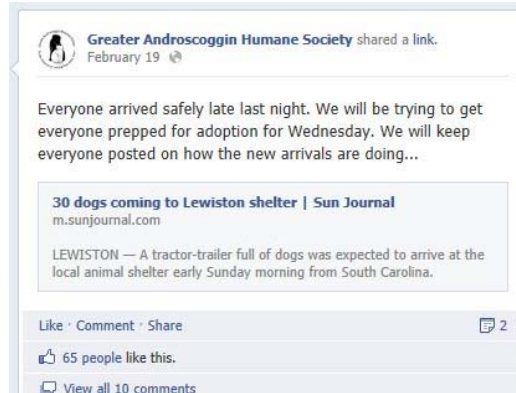 Greater Androscoggin Humane Society shared a link.
February 19
Everyone arrived safely late last night. We will be trying to get
everyone prepped for adoption for Wednesday. We will keep
everyone posted on how the new arrivals are doing...
30 dogs coming to Lewiston shelter | Sun Journal
m.sunjournal.com
LEWISTON — A tractor-trailer full of dogs was expected to arrive at the
local animal shelter early Sunday morning from South Carolina.
Like · Comment · Share 2
65 people like this.
View all 10 comments